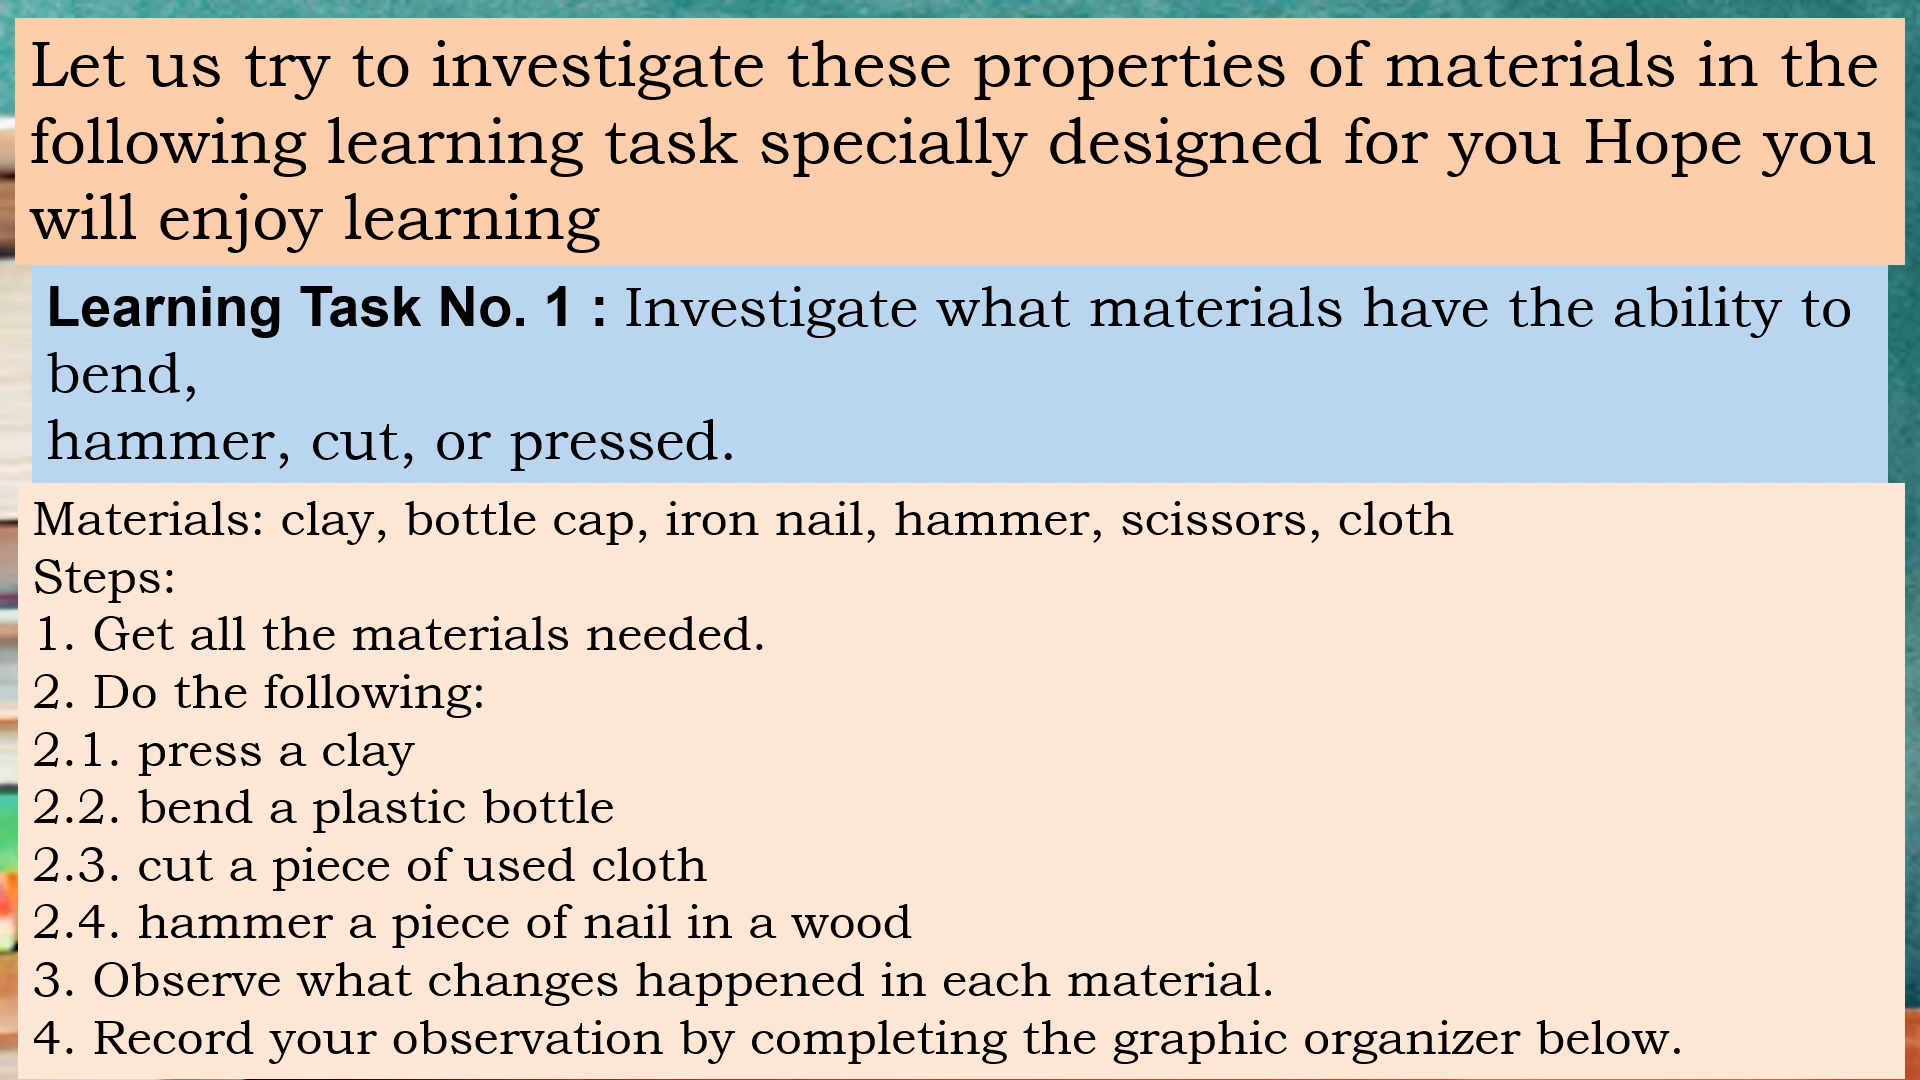 Let us try to investigate these properties of materials in the
following learning task specially designed for you Hope you
will enjoy learning
Learning Task No. 1 : Investigate what materials have the ability to
bend,
hammer, cut, or pressed.
Materials: clay, bottle cap, iron nail, hammer, scissors, cloth
Steps:
1. Get all the materials needed.
2. Do the following:
2.1. press a clay
2.2. bend a plastic bottle
2.3. cut a piece of used cloth
2.4. hammer a piece of nail in a wood
3. Observe what changes happened in each material.
4. Record your observation by completing the graphic organizer below.